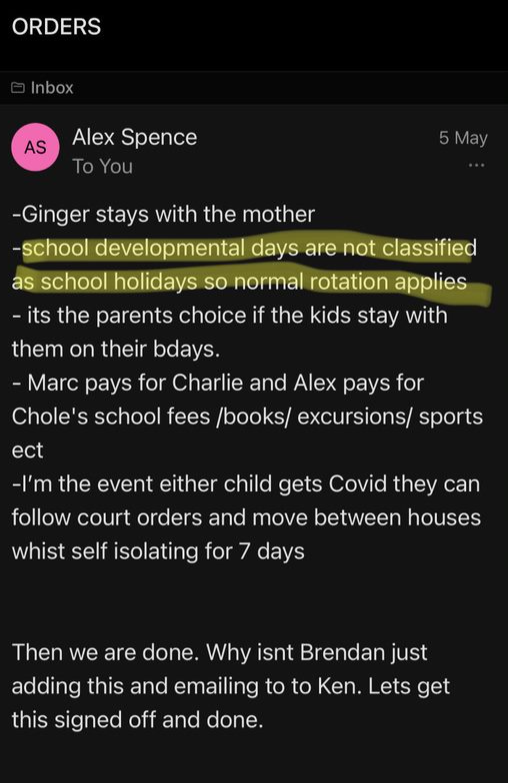 ORDERS
Inbox
AS
Alex Spence
5 May
To You
...
-Ginger stays with the mother
-school developmental days are not classified
as school holidays so normal rotation applies
- its the parents choice if the kids stay with
them on their bdays.
- Marc pays for Charlie and Alex pays for
Chole's school fees /books/ excursions/ sports
ect
-I'm the event either child gets Covid they can
follow court orders and move between houses
whist self isolating for 7 days
Then we are done. Why isnt Brendan just
adding this and emailing to to Ken. Lets get
this signed off and done.